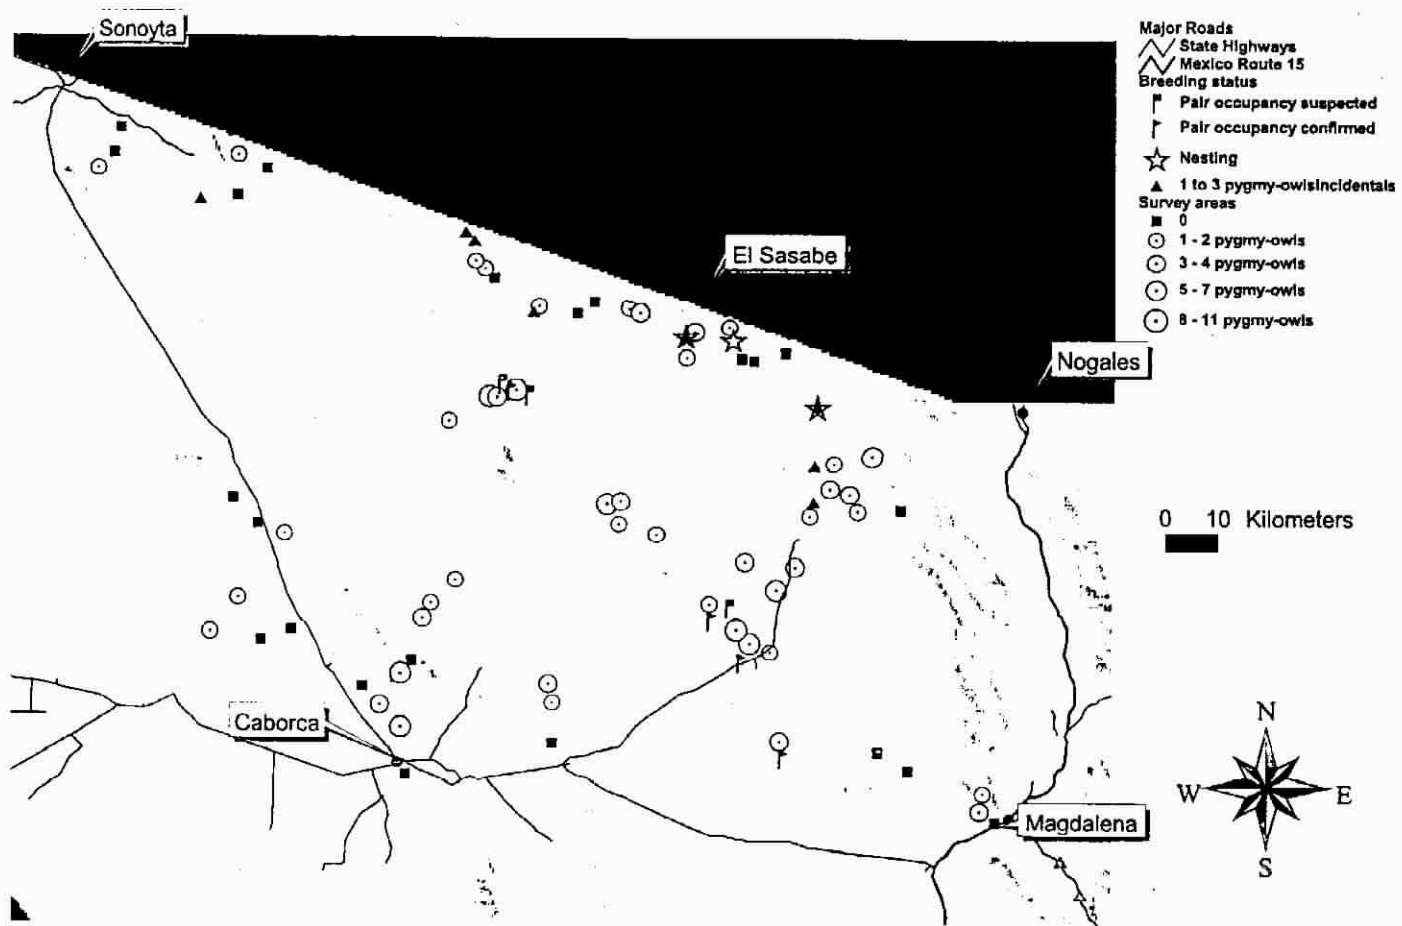 Sonoyta
Major Roads
State Highways
Mexico Route 15
Breeding status
Pair occupancy suspected
Pair occupancy confirmed
Nesting
1 to 3 pygmy-owlsIncidentals
Survey areas
0
1 - 2 pygmy-owls
3 - 4 pygmy-owls
5 - 7 pygmy-owls
8 - 11 pygmy-owls
El Sasabe
Nogales
0 10 Kilometers
Caborca
Magdalena
N
W E
S